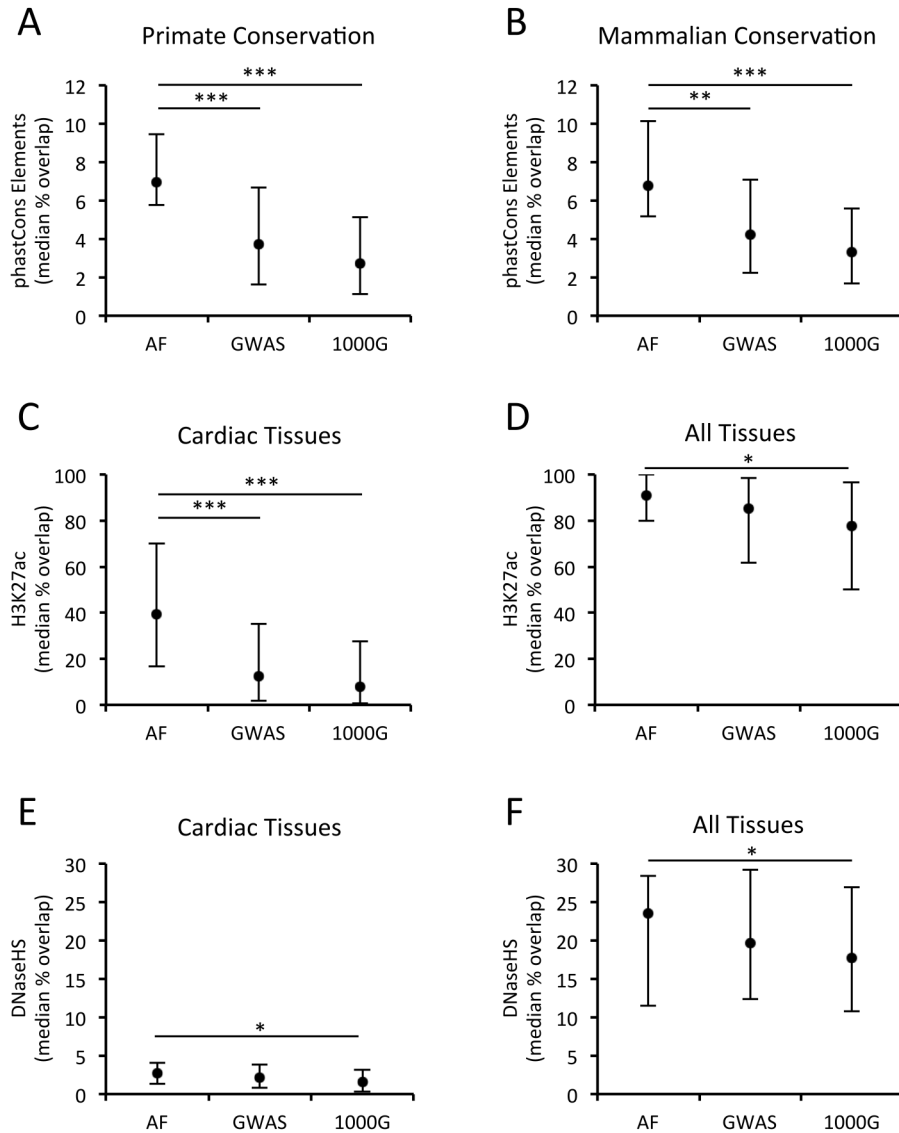 A
Primate Conservation
phastCons Elements
(median % overlap)
12
10
8
6
4
2
0
***
***
AF
GWAS
1000G
B
Mammalian Conservation
phastCons Elements
(median % overlap)
12
10
8
6
4
2
0
***
**
AF
GWAS
1000G
C
Cardiac Tissues
H3K27ac
(median % overlap)
100
80
60
40
20
0
***
***
AF
GWAS
1000G
D
All Tissues
H3K27ac
(median % overlap)
100
80
60
40
20
0
*
AF
GWAS
1000G
E
Cardiac Tissues
DNaseHS
(median % overlap)
30
25
20
15
10
5
0
*
AF
GWAS
1000G
F
All Tissues
DNaseHS
(median % overlap)
30
25
20
15
10
5
0
*
AF
GWAS
1000G